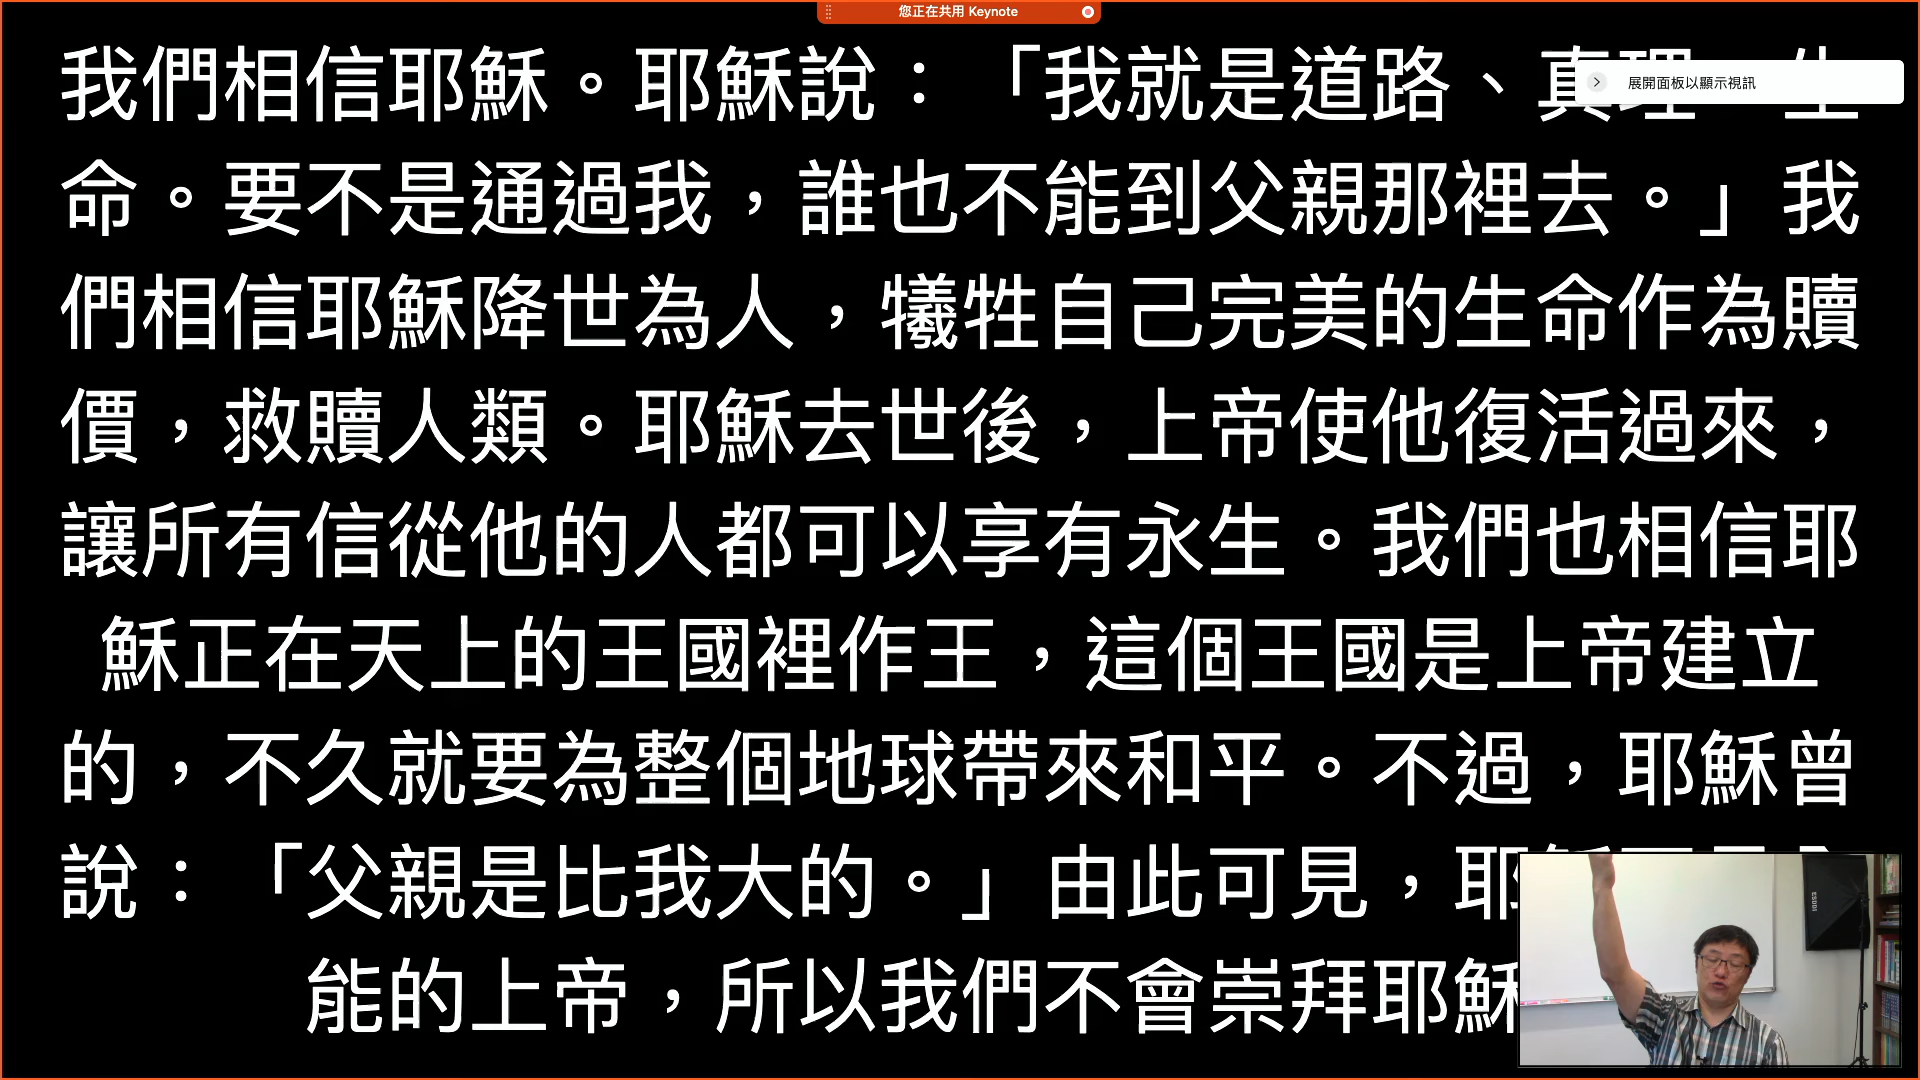 您正在共用 Keynote
我們相信耶穌。耶穌說：「我就是道路、真理、生
展開面板以顯示視訊
命。要不是通過我，誰也不能到父親那裡去。」我
們相信耶穌降世為人，犧牲自己完美的生命作為贖
價，救贖人類。耶穌去世後，上帝使他復活過來，
讓所有信從他的人都可以享有永生。我們也相信耶
穌正在天上的王國裡作王，這個王國是上帝建立
的，不久就要為整個地球帶來和平。不過，耶穌曾
說：「父親是比我大的。」由此可見，耶
能的上帝，所以我們不會崇拜耶穌